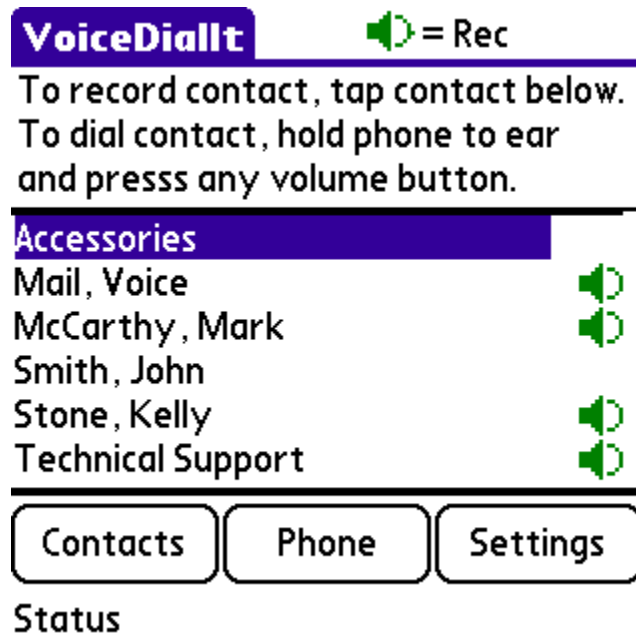 VoiceDialIt = Rec
To record contact, tap contact below.
To dial contact, hold phone to ear
and presss any volume button.
Accessories
Mail, Voice
McCarthy, Mark
Smith, John
Stone, Kelly
Technical Support
Contacts Phone Settings
Status